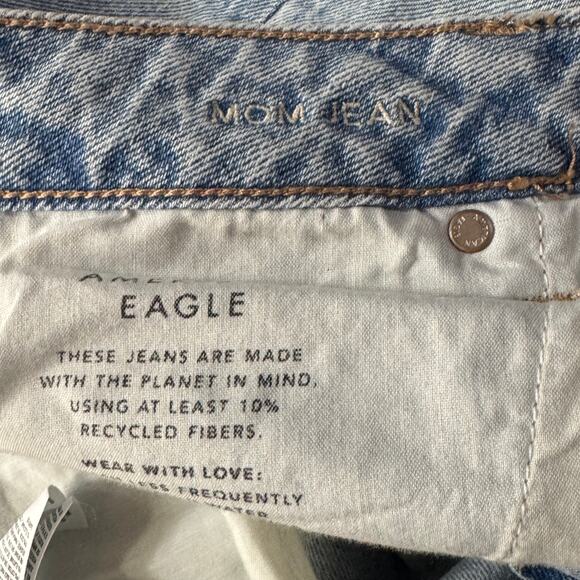 MOM JEAN
EAGLE
THESE JEANS ARE MADE
WITH THE PLANET IN MIND,
USING AT LEAST 10%
RECYCLED FIBERS.
WEAR WITH LOVE:
FREQUENTLY